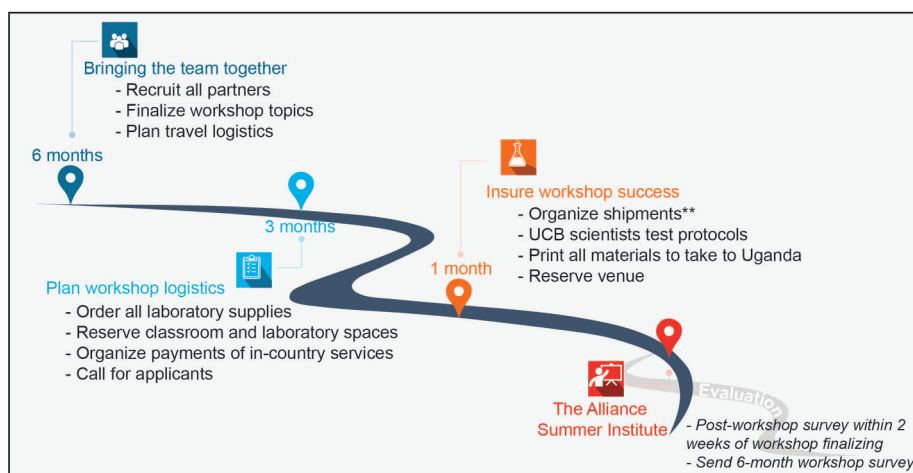 Bringing the team together
- Recruit all partners
- Finalize workshop topics
- Plan travel logistics
6 months
3 months
Plan workshop logistics
- Order all laboratory supplies
- Reserve classroom and laboratory spaces
- Organize payments of in-country services
- Call for applicants
Insure workshop success
- Organize shipments**
- UCB scientists test protocols
- Print all materials to take to Uganda
- Reserve venue
1 month
The Alliance
Summer Institute
Evaluation
- Post-workshop survey within 2
weeks of workshop finalizing
- Send 6-month workshop survey